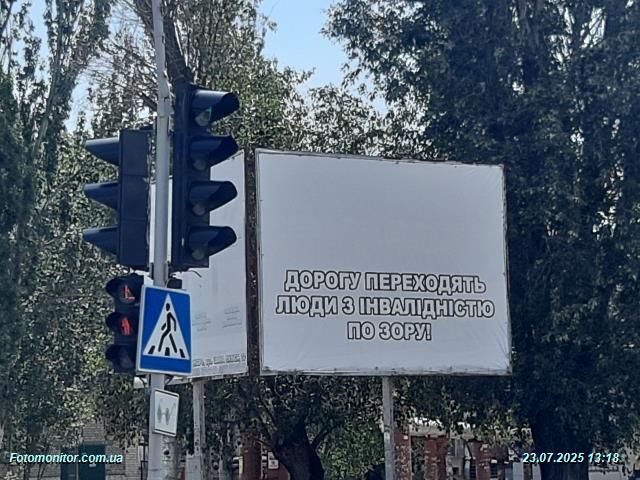 ДОРОГУ ПЕРЕХОДЯТЬ
ЛЮДИ З ІНВАЛІДНІСТЮ
ПО ЗОРУ!
Fotomonitor.com.ua
23.07.2025 13:18